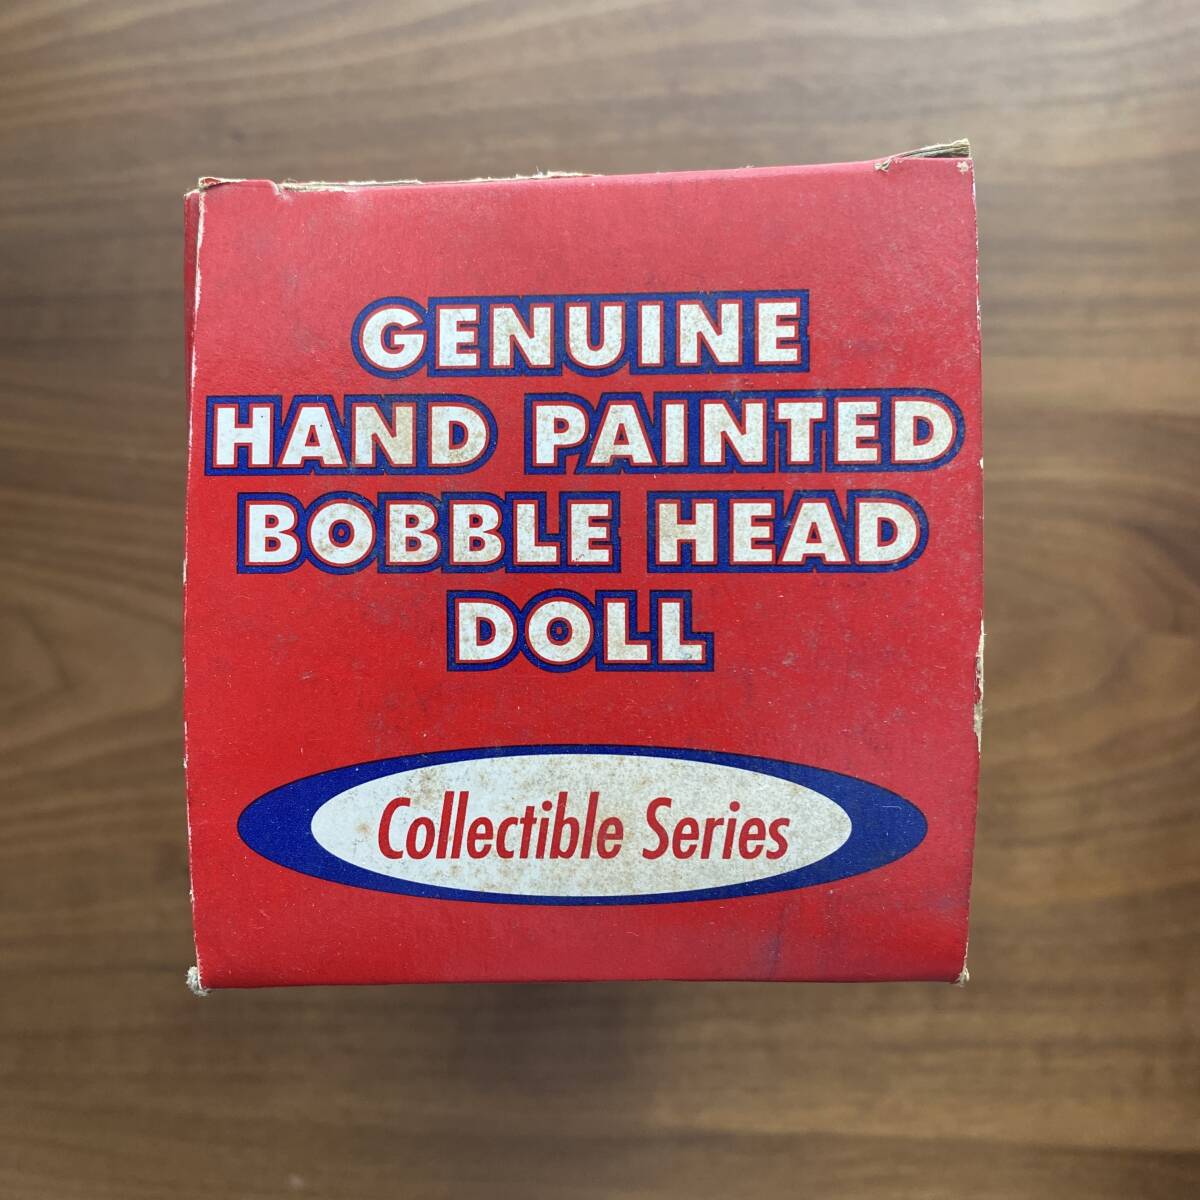 GENUINE
HAND PAINTED
BOBBLE HEAD
DOLL
Collectible Series